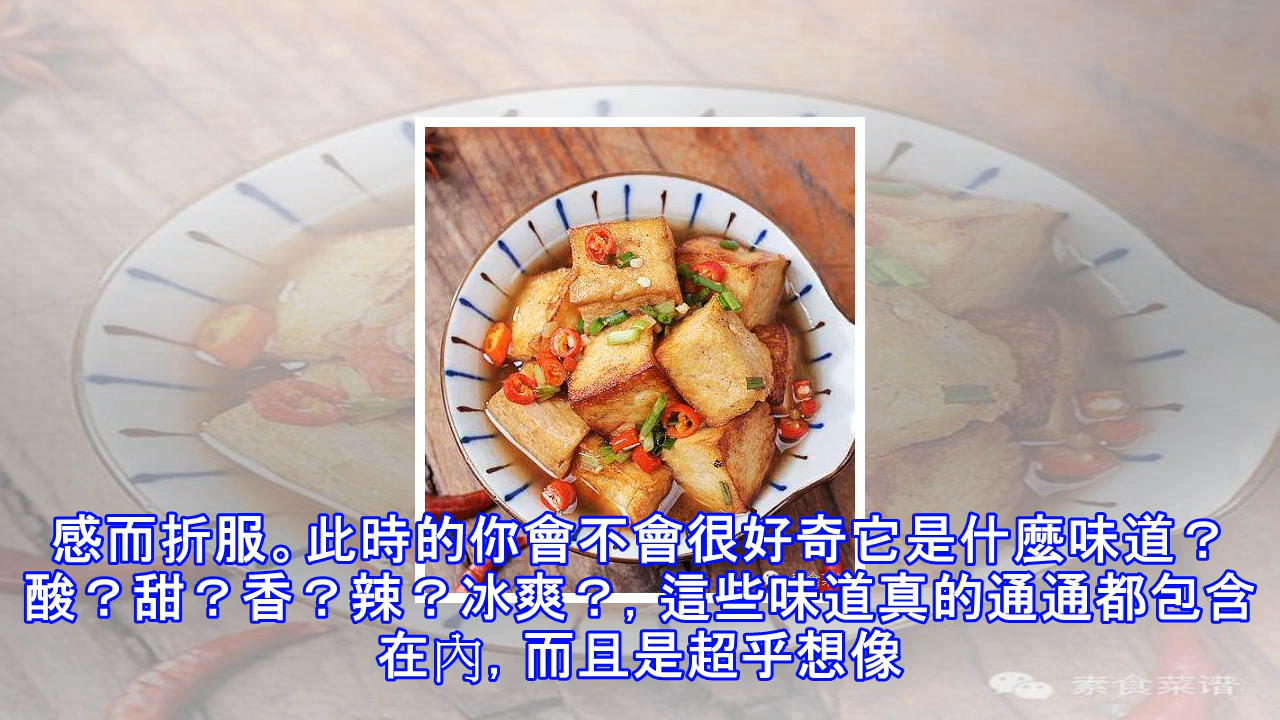 感而折服。此時的你會不會很好奇它是什麼味道？
酸？甜？香？辣？冰爽？, 這些味道真的通通都包含
在內, 而且是超乎想像
素食菜谱